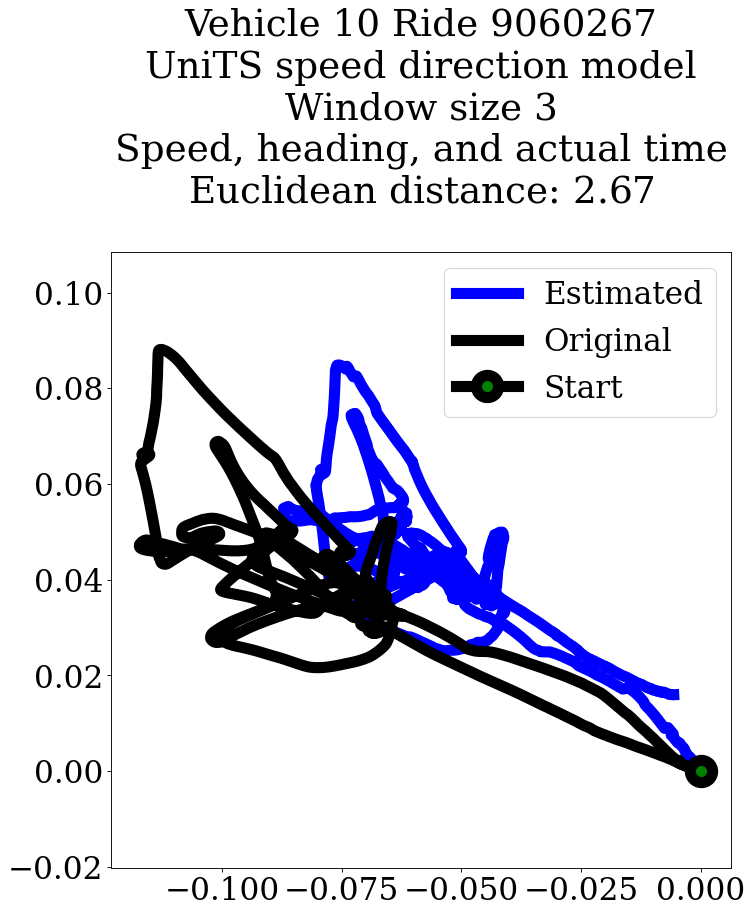 Vehicle 10 Ride 9060267
UniTS speed direction model
Window size 3
Speed, heading, and actual time
Euclidean distance: 2.67
Estimated
Original
Start
0.10
0.08
0.06
0.04
0.02
0.00
−0.02
−0.100 −0.075 −0.050 −0.025 0.000